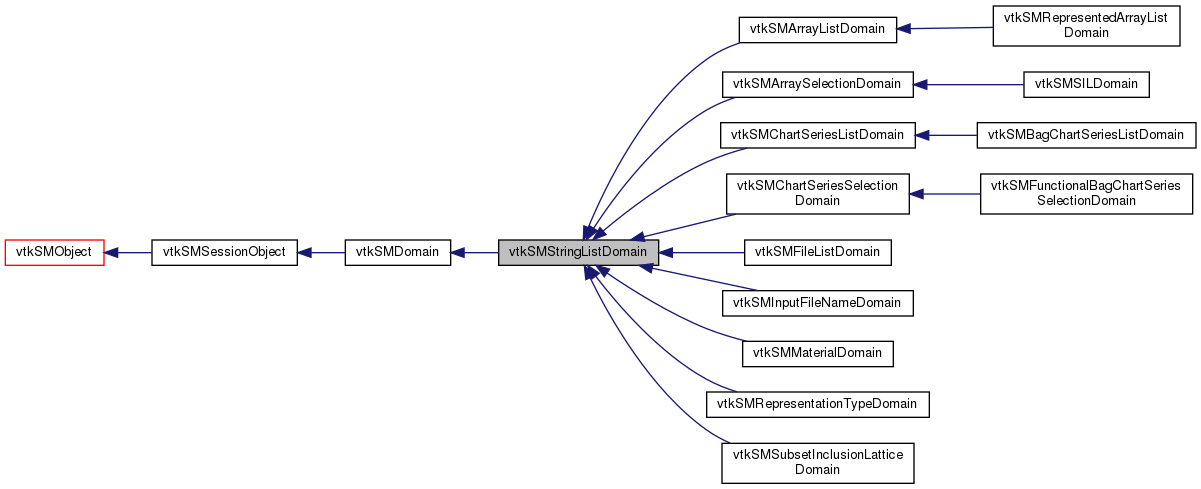 vtkSMObject
vtkSMSessionObject
vtkSMDomain
vtkSMStringListDomain
vtkSMArrayListDomain
vtkSMRepresentedArrayList
Domain
vtkSMArraySelectionDomain
vtkSMSILDomain
vtkSMChartSeriesListDomain
vtkSMBagChartSeriesListDomain
vtkSMChartSeriesSelection
Domain
vtkSMFunctionalBagChartSeries
SelectionDomain
vtkSMFileListDomain
vtkSMInputFileNameDomain
vtkSMMaterialDomain
vtkSMRepresentationTypeDomain
vtkSMSubsetInclusionLattice
Domain